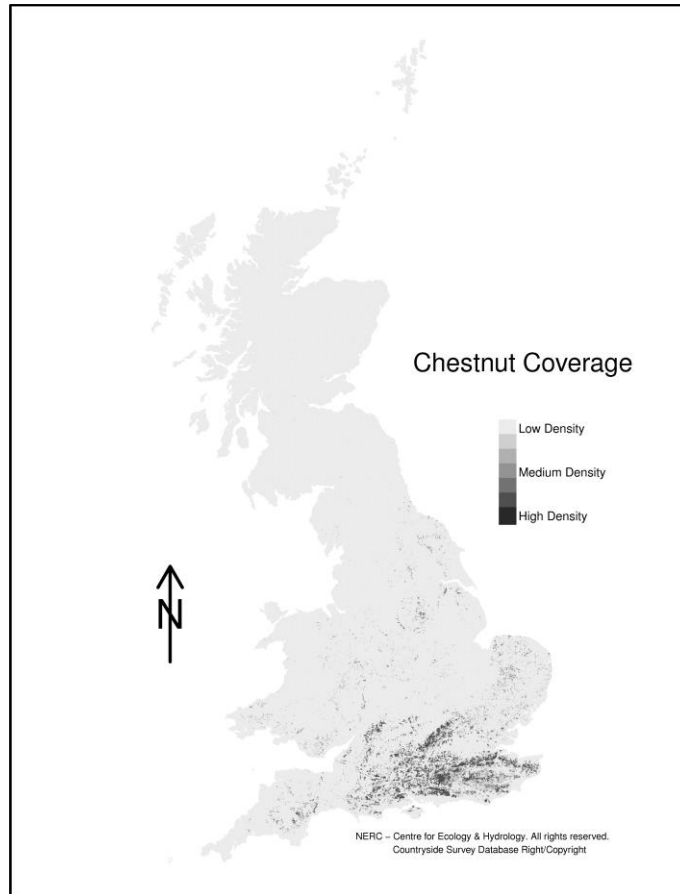 Chestnut Coverage
Low Density
Medium Density
High Density
N
NERC – Centre for Ecology & Hydrology. All rights reserved.
Countryside Survey Database Right/Copyright